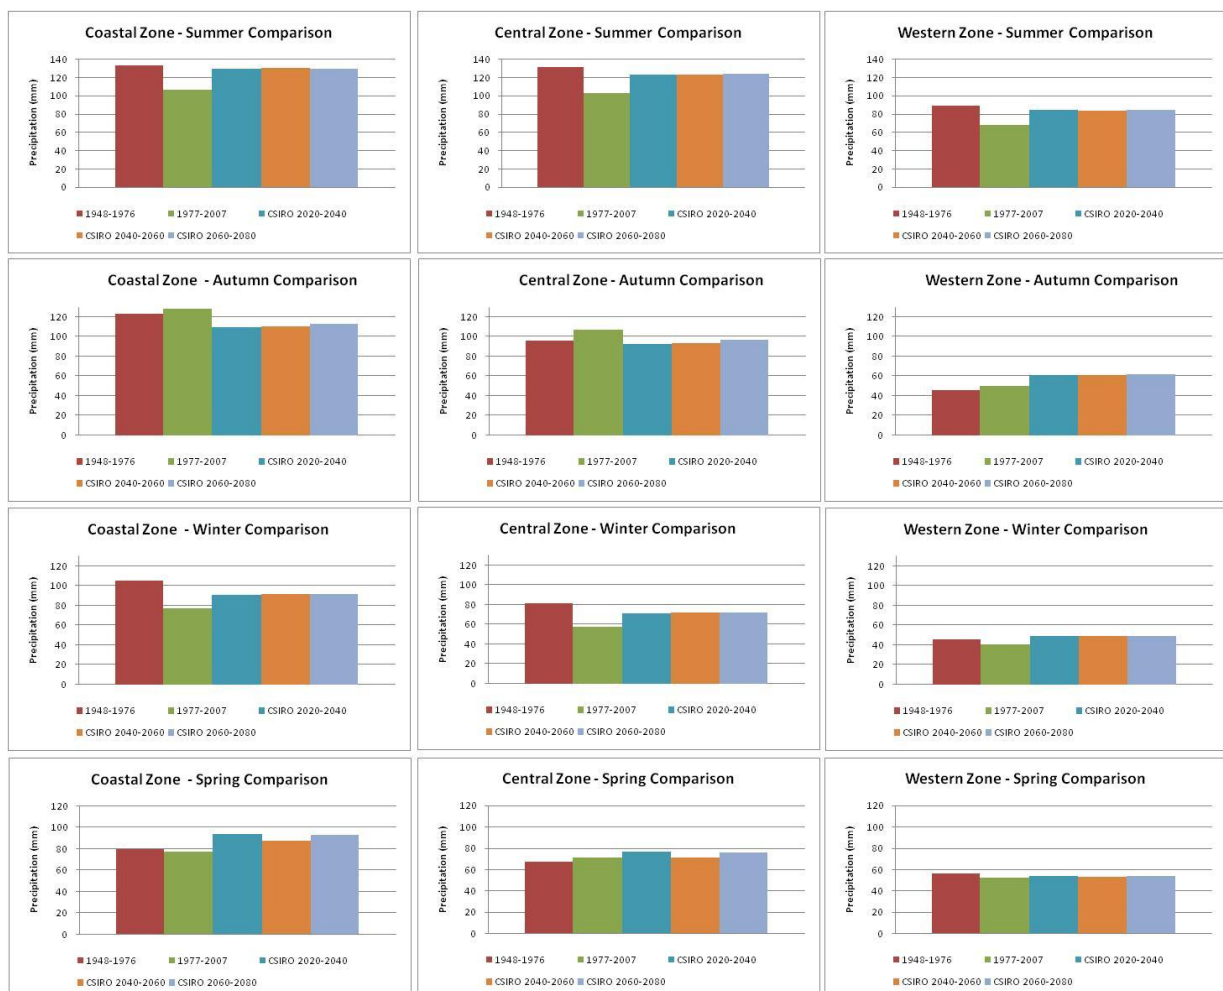 Coastal Zone - Summer Comparison
Precipitation (mm)
140
120
100
80
60
40
20
0
1948-1976 1977-2007 CSIRO 2020-2040
CSIRO 2040-2060 CSIRO 2060-2080
Central Zone - Summer Comparison
Precipitation (mm)
140
120
100
80
60
40
20
0
1948-1976 1977-2007 CSIRO 2020-2040
CSIRO 2040-2060 CSIRO 2060-2080
Western Zone - Summer Comparison
Precipitation (mm)
140
120
100
80
60
40
20
0
1948-1976 1977-2007 CSIRO 2020-2040
CSIRO 2040-2060 CSIRO 2060-2080
Coastal Zone - Autumn Comparison
Precipitation (mm)
120
100
80
60
40
20
0
1948-1976 1977-2007 CSIRO 2020-2040
CSIRO 2040-2060 CSIRO 2060-2080
Central Zone - Autumn Comparison
Precipitation (mm)
120
100
80
60
40
20
0
1948-1976 1977-2007 CSIRO 2020-2040
CSIRO 2040-2060 CSIRO 2060-2080
Western Zone - Autumn Comparison
Precipitation (mm)
120
100
80
60
40
20
0
1948-1976 1977-2007 CSIRO 2020-2040
CSIRO 2040-2060 CSIRO 2060-2080
Coastal Zone - Winter Comparison
Precipitation (mm)
120
100
80
60
40
20
0
1948-1976 1977-2007 CSIRO 2020-2040
CSIRO 2040-2060 CSIRO 2060-2080
Central Zone - Winter Comparison
Precipitation (mm)
120
100
80
60
40
20
0
1948-1976 1977-2007 CSIRO 2020-2040
CSIRO 2040-2060 CSIRO 2060-2080
Western Zone - Winter Comparison
Precipitation (mm)
120
100
80
60
40
20
0
1948-1976 1977-2007 CSIRO 2020-2040
CSIRO 2040-2060 CSIRO 2060-2080
Coastal Zone - Spring Comparison
Precipitation (mm)
120
100
80
60
40
20
0
1948-1976 1977-2007 CSIRO 2020-2040
CSIRO 2040-2060 CSIRO 2060-2080
Central Zone - Spring Comparison
Precipitation (mm)
120
100
80
60
40
20
0
1948-1976 1977-2007 CSIRO 2020-2040
CSIRO 2040-2060 CSIRO 2060-2080
Western Zone - Spring Comparison
Precipitation (mm)
120
100
80
60
40
20
0
1948-1976 1977-2007 CSIRO 2020-2040
CSIRO 2040-2060 CSIRO 2060-2080